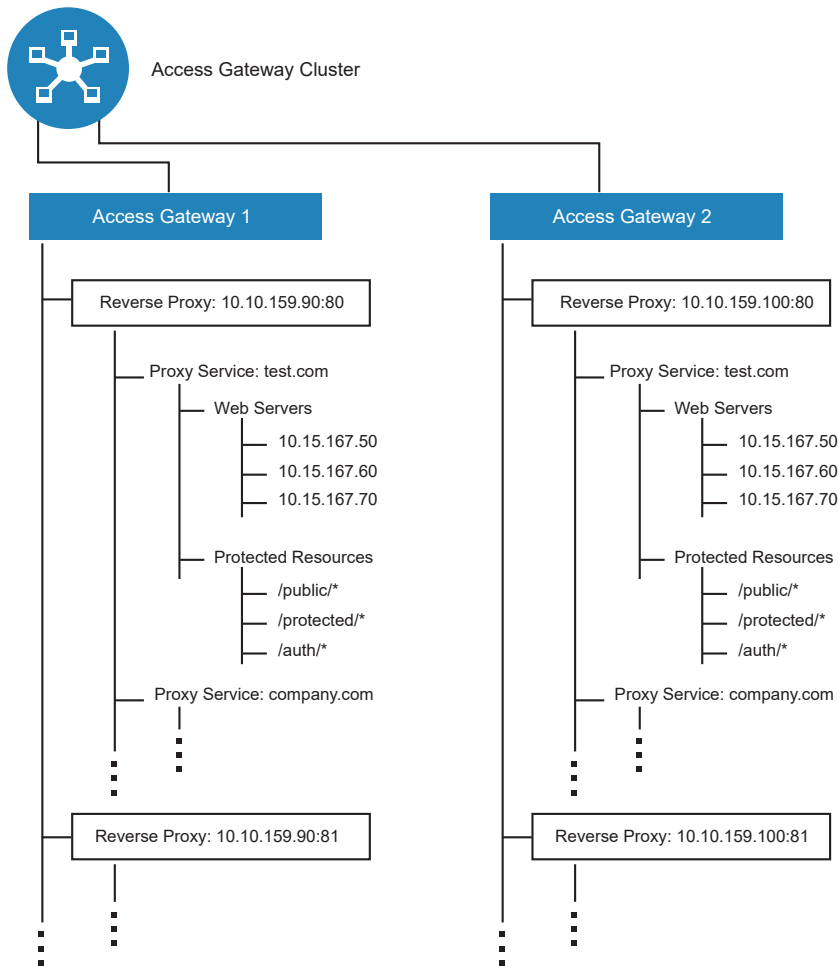 Access Gateway Cluster
Access Gateway 1
Reverse Proxy: 10.10.159.90:80
Proxy Service: test.com
Web Servers
10.15.167.50
10.15.167.60
10.15.167.70
Protected Resources
/public/*
/protected/*
/auth/*
Proxy Service: company.com
Reverse Proxy: 10.10.159.90:81
Access Gateway 2
Reverse Proxy: 10.10.159.100:80
Proxy Service: test.com
Web Servers
10.15.167.50
10.15.167.60
10.15.167.70
Protected Resources
/public/*
/protected/*
/auth/*
Proxy Service: company.com
Reverse Proxy: 10.10.159.100:81